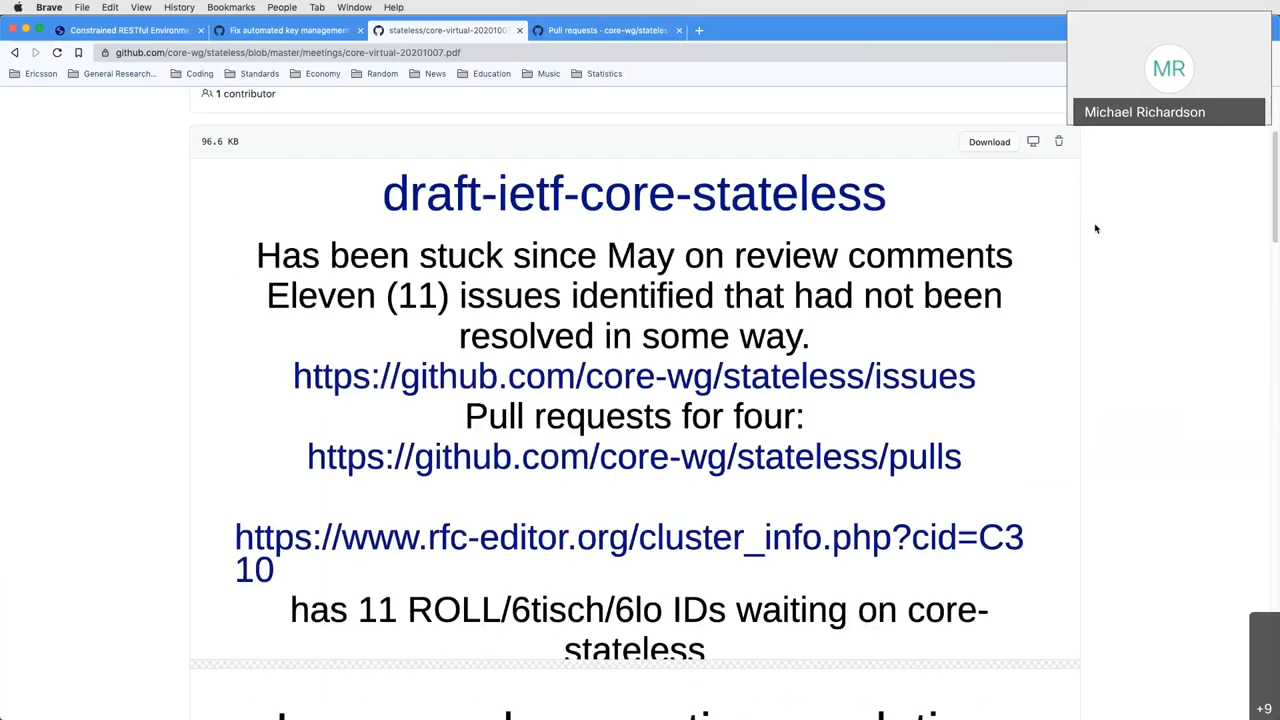 Brave File Edit View History Bookmarks People Tab Window Help
Constrained RESTful Environme Fix automated key management stateless/core-virtual-20201007 Pull requests · core-wg/stateles
github.com/core-wg/stateless/blob/master/meetings/core-virtual-20201007.pdf
Ericsson General Research... Coding Standards Economy Random News Education Music Statistics
MR
Michael Richardson
1 contributor
96.6 KB Download
draft-ietf-core-stateless
Has been stuck since May on review comments
Eleven (11) issues identified that had not been
resolved in some way.
https://github.com/core-wg/stateless/issues
Pull requests for four:
https://github.com/core-wg/stateless/pulls
https://www.rfc-editor.org/cluster_info.php?cid=C3
10
has 11 ROLL/6tisch/6lo IDs waiting on core-
stateless
+9